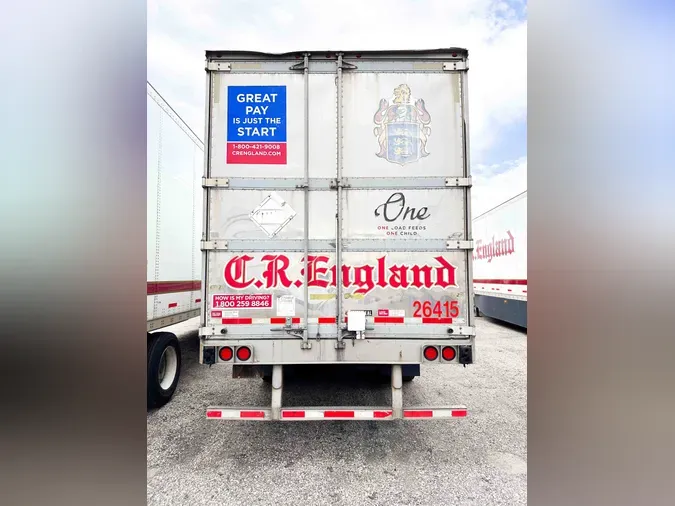 GREAT
PAY
IS JUST THE
START
1-800-421-9008
CRENGLAND.COM
One
ONE LOAD FEEDS
ONE CHILD.
C.R.England
HOW IS MY DRIVING?
1.800 259 8846
26415
England